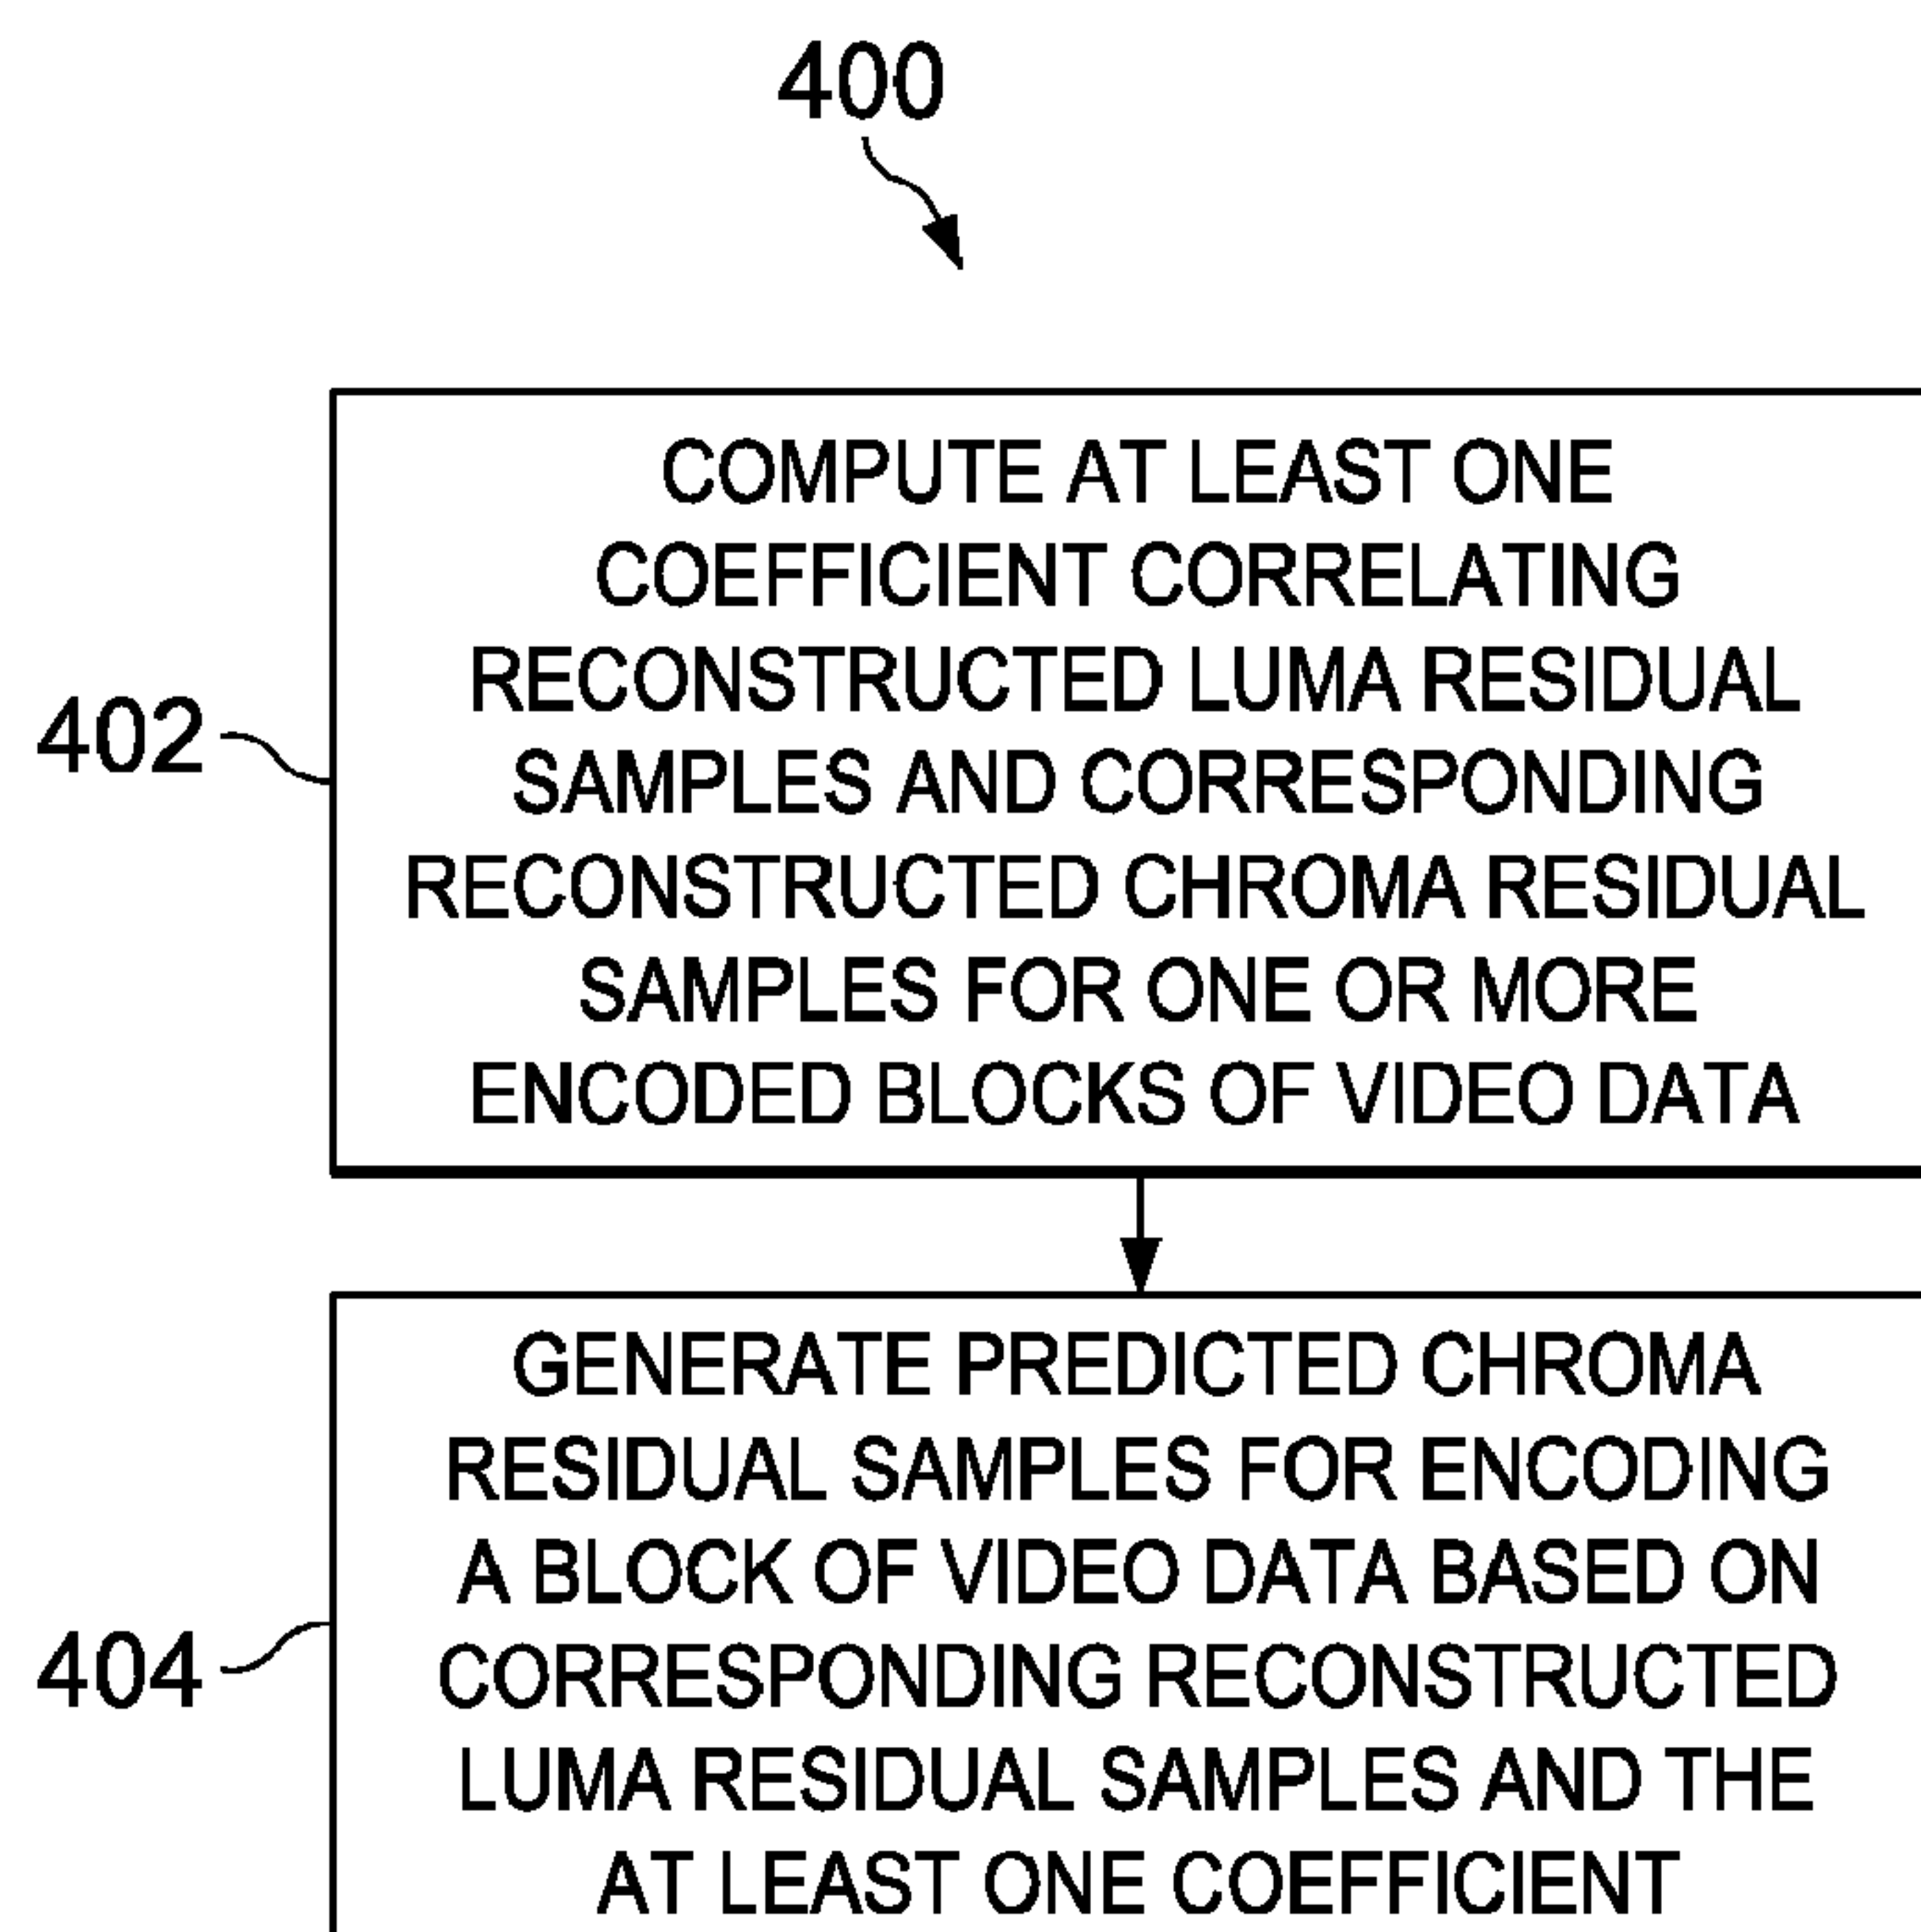 400
402
COMPUTE AT LEAST ONE
COEFFICIENT CORRELATING
RECONSTRUCTED LUMA RESIDUAL
SAMPLES AND CORRESPONDING
RECONSTRUCTED CHROMA RESIDUAL
SAMPLES FOR ONE OR MORE
ENCODED BLOCKS OF VIDEO DATA
404
GENERATE PREDICTED CHROMA
RESIDUAL SAMPLES FOR ENCODING
A BLOCK OF VIDEO DATA BASED ON
CORRESPONDING RECONSTRUCTED
LUMA RESIDUAL SAMPLES AND THE
AT LEAST ONE COEFFICIENT